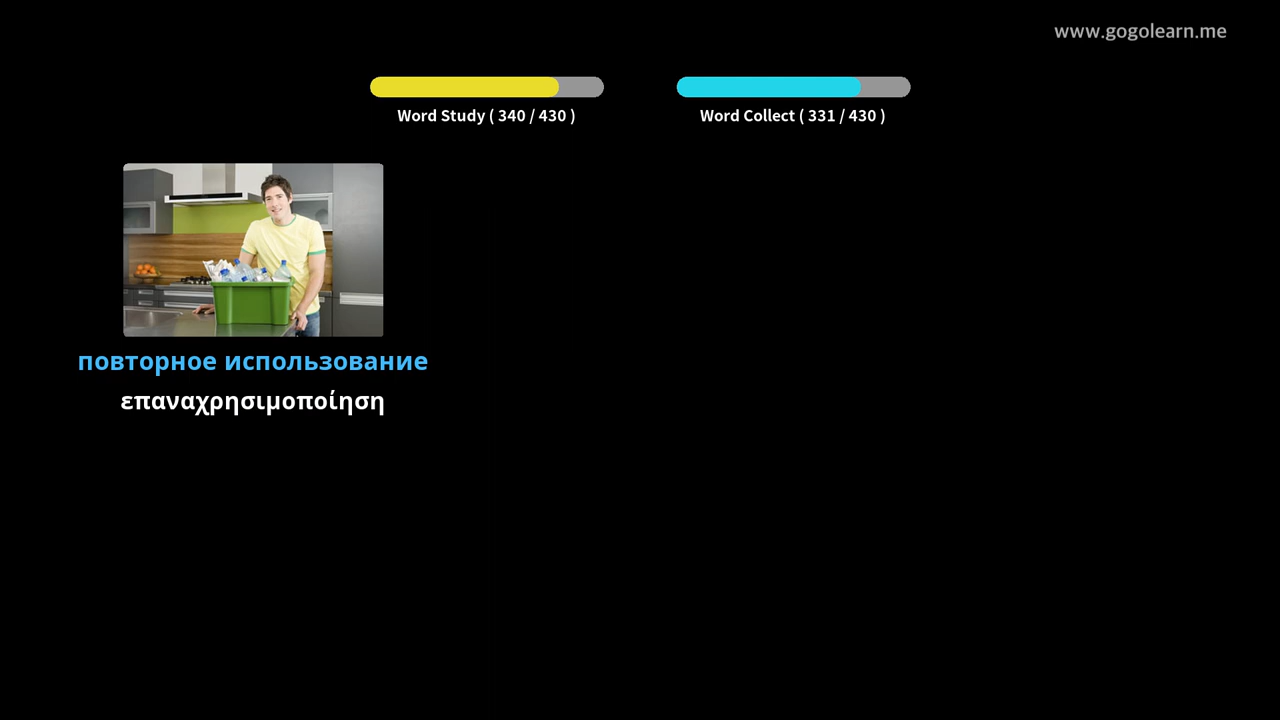 www.gogolearn.me
Word Study ( 340 / 430 )
Word Collect ( 331 / 430 )
повторное использование
επαναχρησιμοποίηση